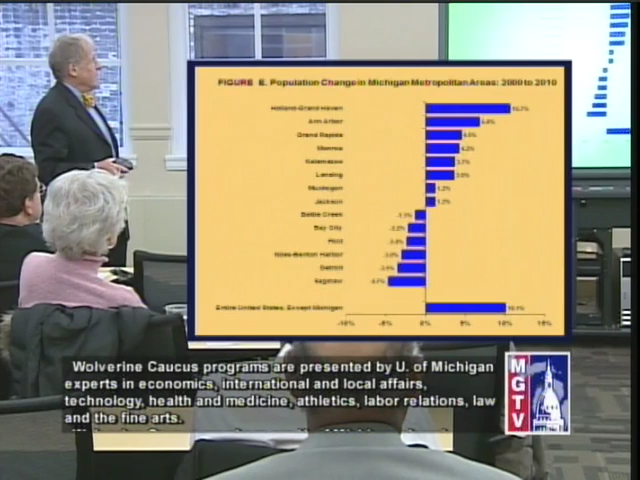 FIGURE E. Population Change in Michigan Metropolitan Areas: 2000 to 2010
Holland-Grand Haven
Ann Arbor
Grand Rapids
Monroe
Kalamazoo
Lansing
Muskegon
Jackson
Battle Creek
Bay City
Flint
Niles-Benton Harbor
Detroit
Saginaw
Entire United States, Except Michigan
-10%
-5%
0%
5%
10%
15%
Wolverine Caucus programs are presented by U. of Michigan
experts in economics, international and local affairs,
technology, health and medicine, athletics, labor relations, law
and the fine arts.
MGTV